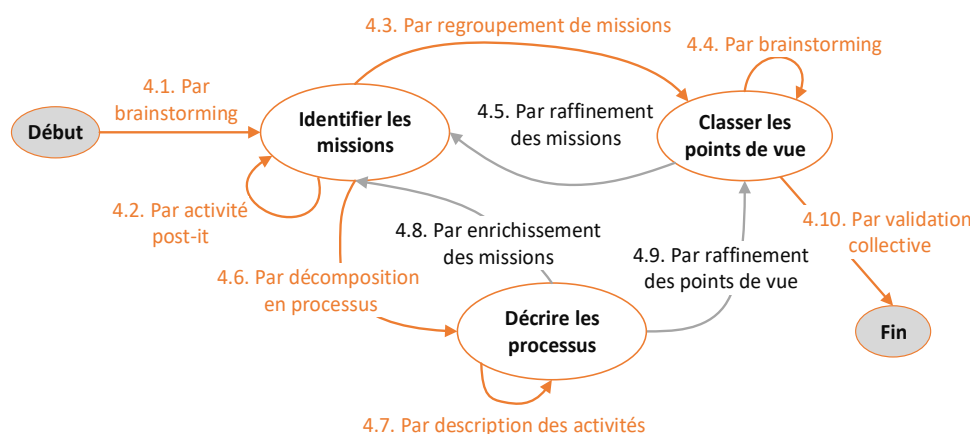 4.3. Par regroupement de missions
4.4. Par brainstorming
4.1. Par
brainstorming
4.5. Par raffinement
des missions
Début
Identifier les
missions
Classer les
points de vue
4.2. Par activité
post-it
4.8. Par enrichissement
des missions
4.10. Par validation
collective
4.6. Par décomposition
en processus
4.9. Par raffinement
des points de vue
Décrire les
processus
Fin
4.7. Par description des activités